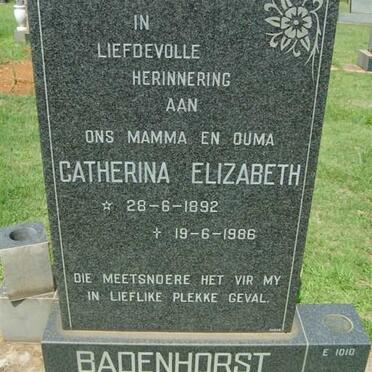 IN
LIEFDEVOLLE
HERINNERING
AAN
ONS MAMMA EN OUMA
CATHERINA ELIZABETH
☆ 28-6-1892
✝ 19-6-1986
DIE MEETSNOERE HET VIR MY
IN LIEFLIKE PLEKKE GEVAL.
BADENHORST
E 1010